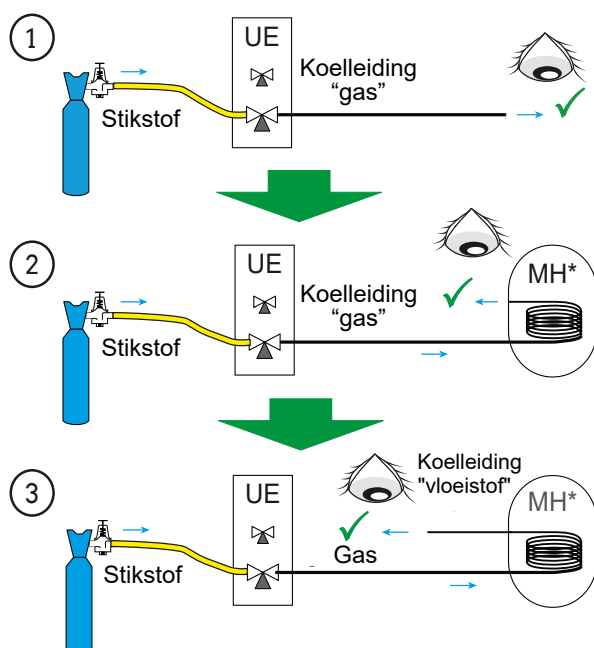 1
UE
Koelleiding
“gas”
Stikstof
2
UE
MH*
Koelleiding
“gas”
Stikstof
3
UE
Koelleiding
"vloeistof"
MH*
Gas
Stikstof